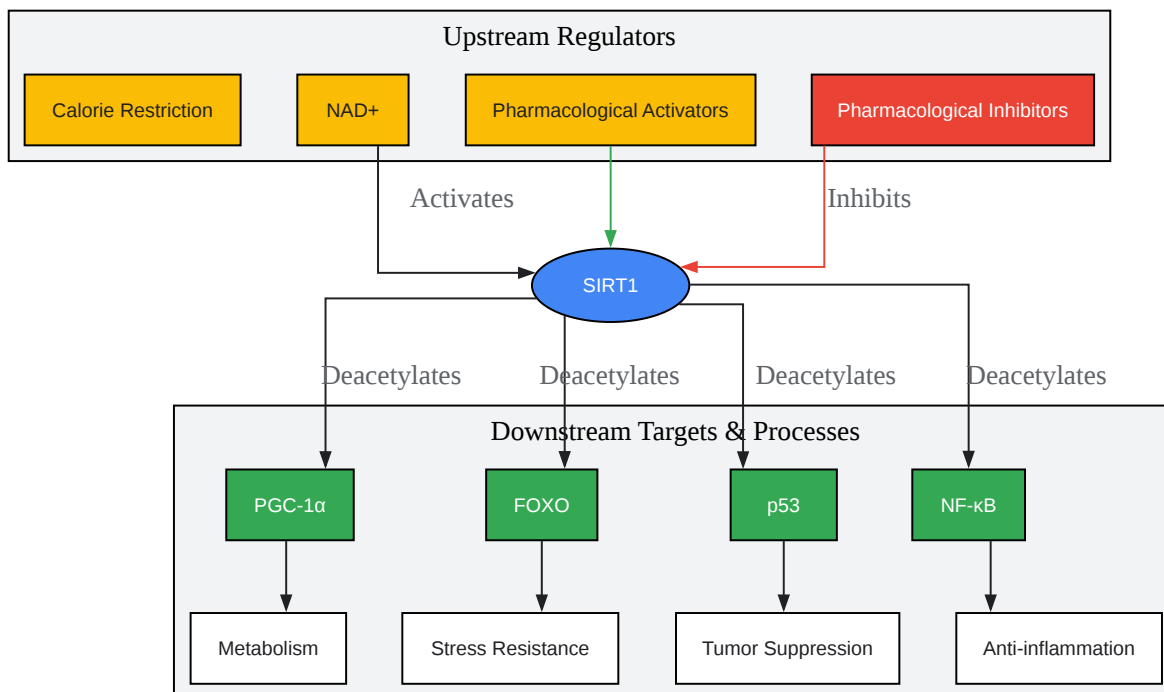 Upstream Regulators
Calorie Restriction
NAD+
Pharmacological Activators
Pharmacological Inhibitors
Activates
Inhibits
SIRT1
Deacetylates
Deacetylates
Deacetylates
Deacetylates
Downstream Targets & Processes
PGC-1α
FOXO
p53
NF-κB
Metabolism
Stress Resistance
Tumor Suppression
Anti-inflammation